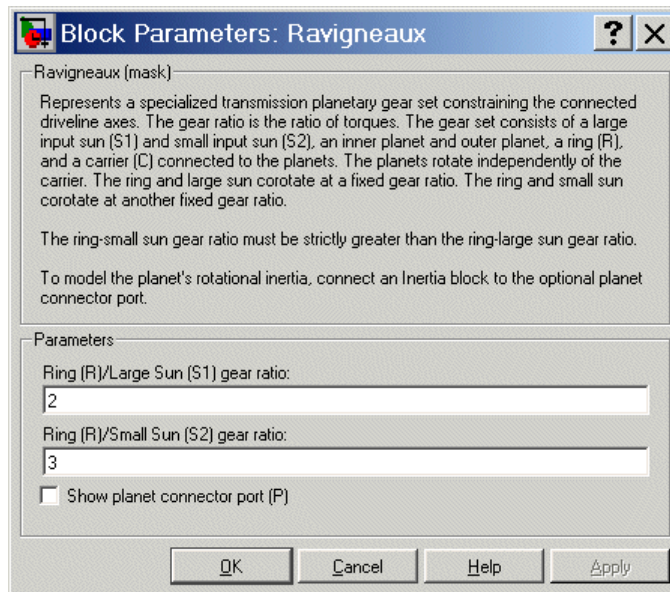 Block Parameters: Ravigneaux
Ravigneaux (mask)
Represents a specialized transmission planetary gear set constraining the connected
driveline axes. The gear ratio is the ratio of torques. The gear set consists of a large
input sun (S1) and small input sun (S2), an inner planet and outer planet, a ring (R),
and a carrier (C) connected to the planets. The planets rotate independently of the
carrier. The ring and large sun corotate at a fixed gear ratio. The ring and small sun
corotate at another fixed gear ratio.
The ring-small sun gear ratio must be strictly greater than the ring-large sun gear ratio.
To model the planet's rotational inertia, connect an Inertia block to the optional planet
connector port.
Parameters
Ring (R)/Large Sun (S1) gear ratio:
2
Ring (R)/Small Sun (S2) gear ratio:
3
Show planet connector port (P)
OK Cancel Help Apply